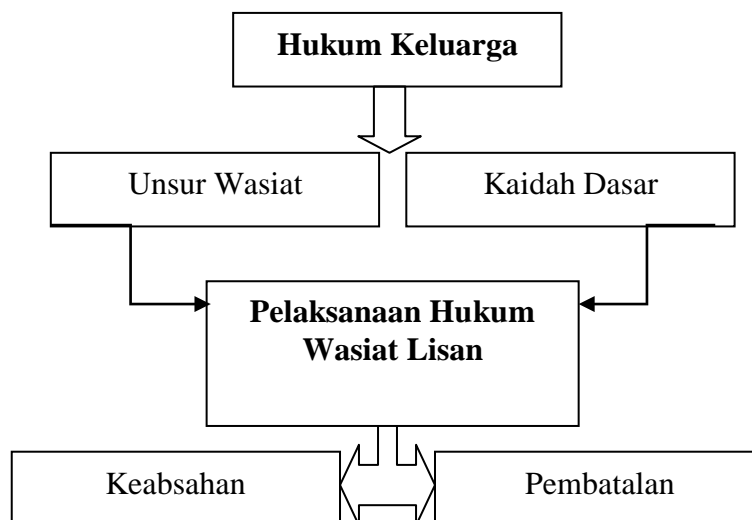 Hukum Keluarga
Unsur Wasiat
Kaidah Dasar
Pelaksanaan Hukum
Wasiat Lisan
Keabsahan
Pembatalan